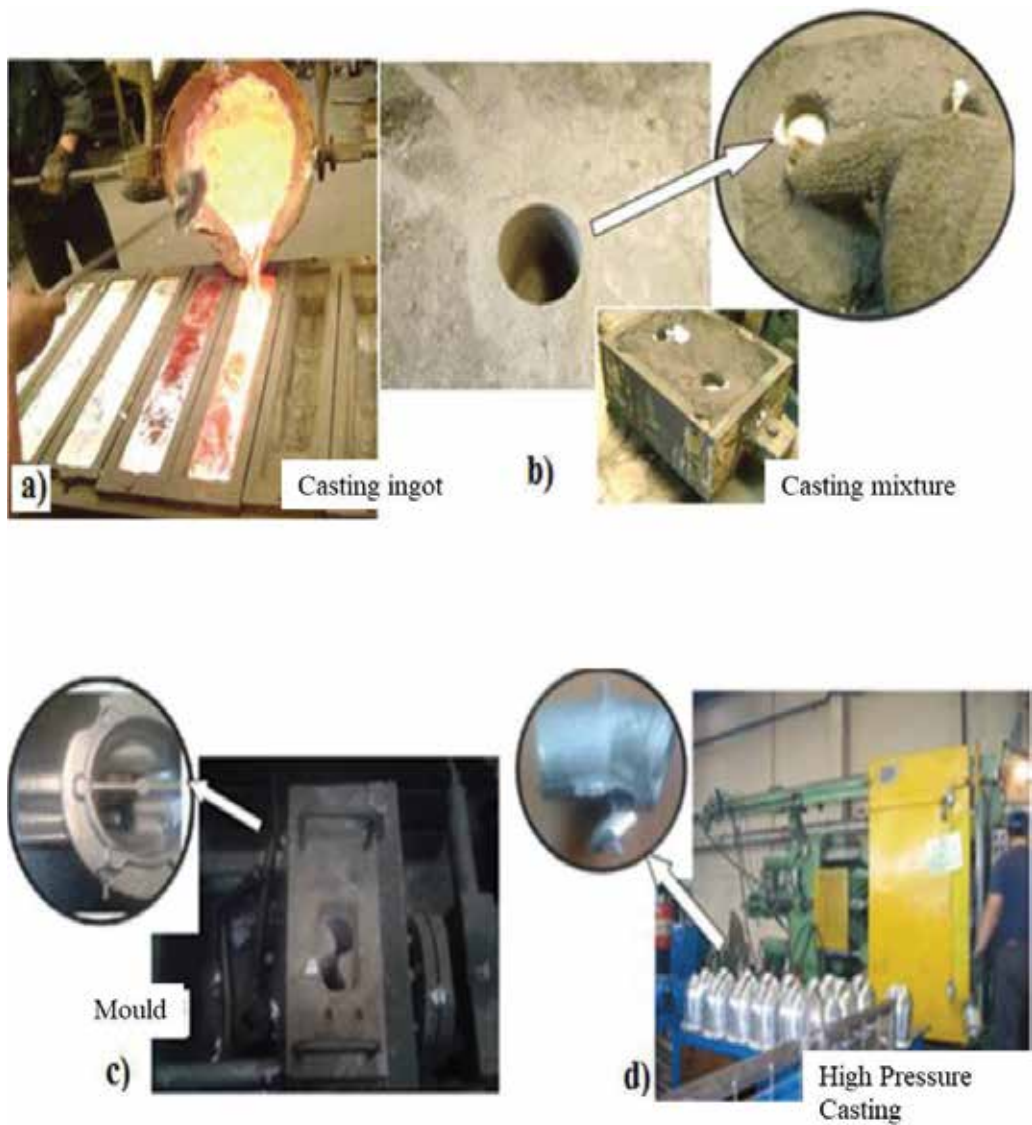 a)
Casting ingot
b)
Casting mixture
Mould
c)
d)
High Pressure
Casting